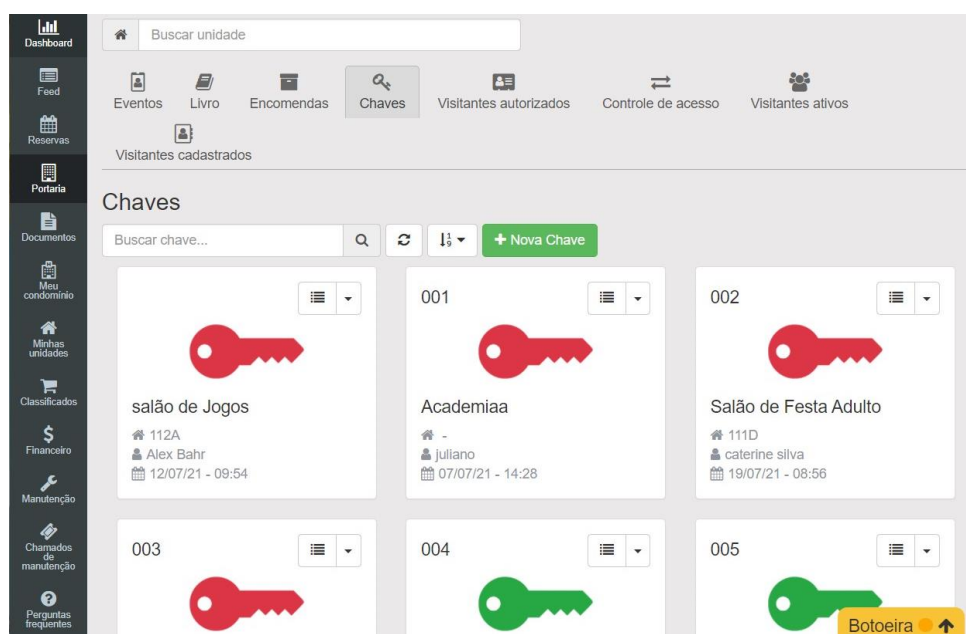 Dashboard
Feed
Reservas
Portaria
Documentos
Meu
condomínio
Minhas
unidades
Classificados
Financeiro
Manutenção
Chamados
de
manutenção
Perguntas
frequentes
Buscar unidade
Eventos Livro Encomendas Chaves Visitantes autorizados Controle de acesso Visitantes ativos
Visitantes cadastrados
Chaves
Buscar chave... Nova Chave
salão de Jogos
112A
Alex Bahr
12/07/21 - 09:54
001
Academiaa
-
juliano
07/07/21 - 14:28
002
Salão de Festa Adulto
111D
caterine silva
19/07/21 - 08:56
003
004
005
Botoeira